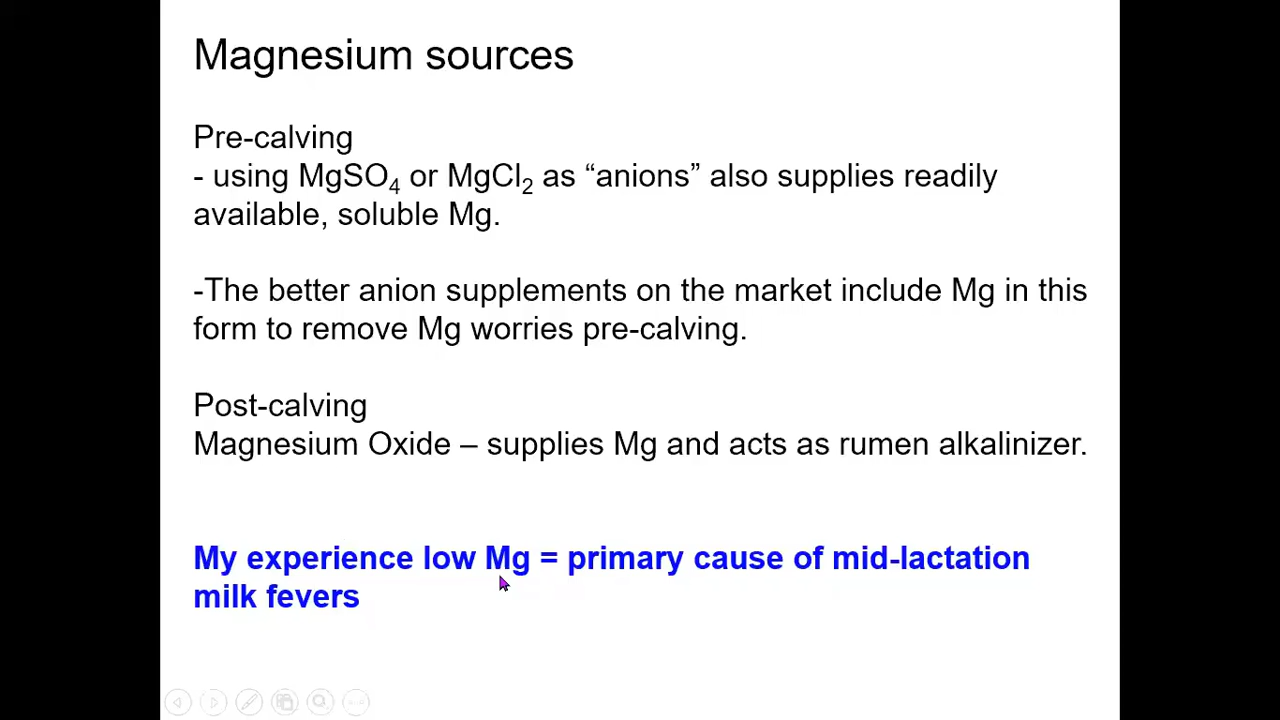 Magnesium sources
Pre-calving
- using MgSO₄ or MgCl₂ as “anions” also supplies readily
available, soluble Mg.
-The better anion supplements on the market include Mg in this
form to remove Mg worries pre-calving.
Post-calving
Magnesium Oxide – supplies Mg and acts as rumen alkalinizer.
My experience low Mg = primary cause of mid-lactation
milk fevers